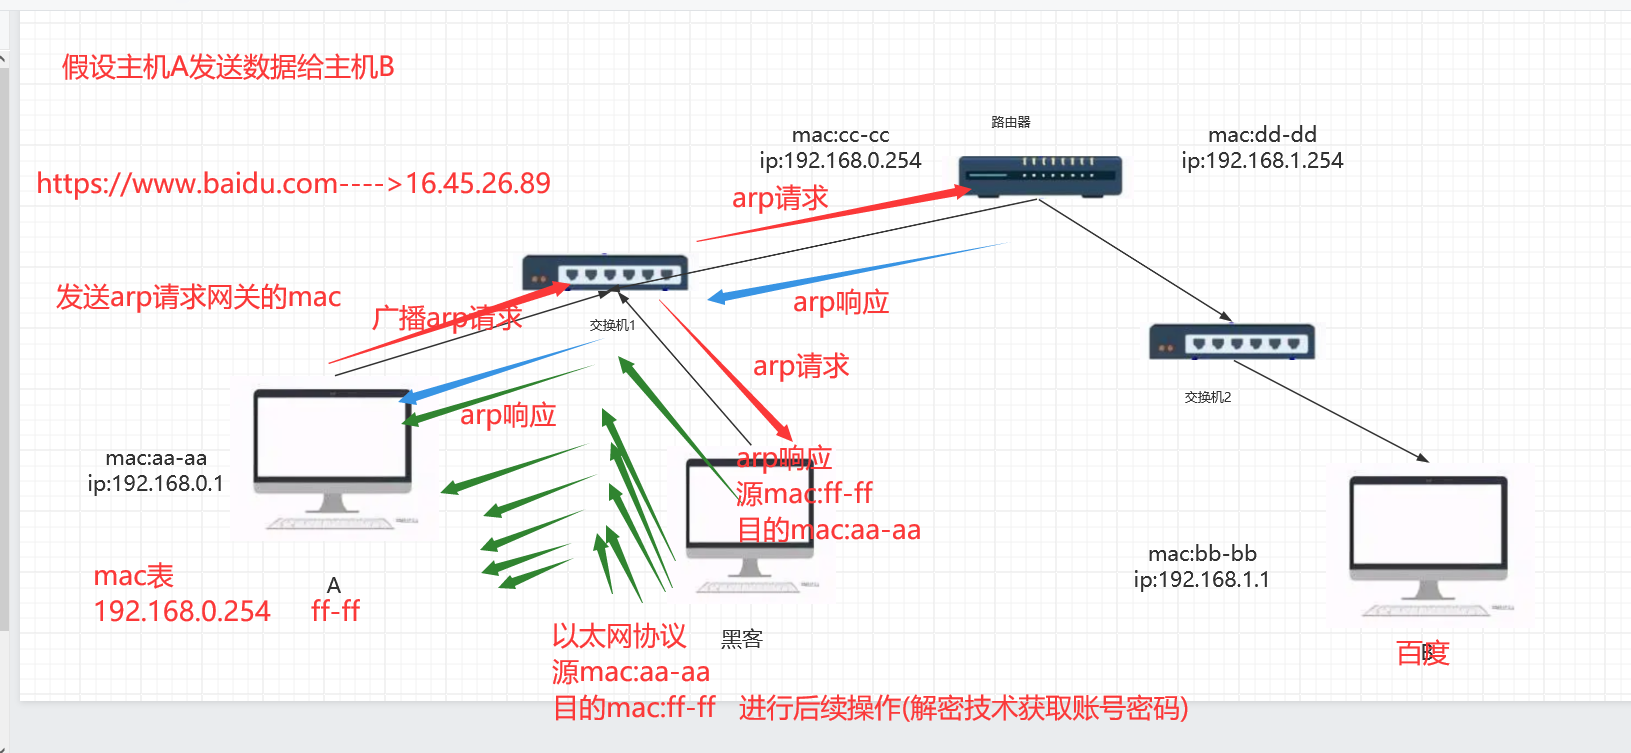 假设主机A发送数据给主机B
路由器
mac:cc-cc
ip:192.168.0.254
mac:dd-dd
ip:192.168.1.254
https://www.baidu.com---->16.45.26.89
arp请求
发送arp请求网关的mac
广播arp请求
arp响应
交换机1
arp请求
交换机2
arp响应
arp响应
源mac:ff-ff
目的mac:aa-aa
mac:aa-aa
ip:192.168.0.1
mac:bb-bb
ip:192.168.1.1
mac表
A
192.168.0.254 ff-ff
以太网协议
黑客
源mac:aa-aa
目的mac:ff-ff 进行后续操作(解密技术获取账号密码)
百度
B